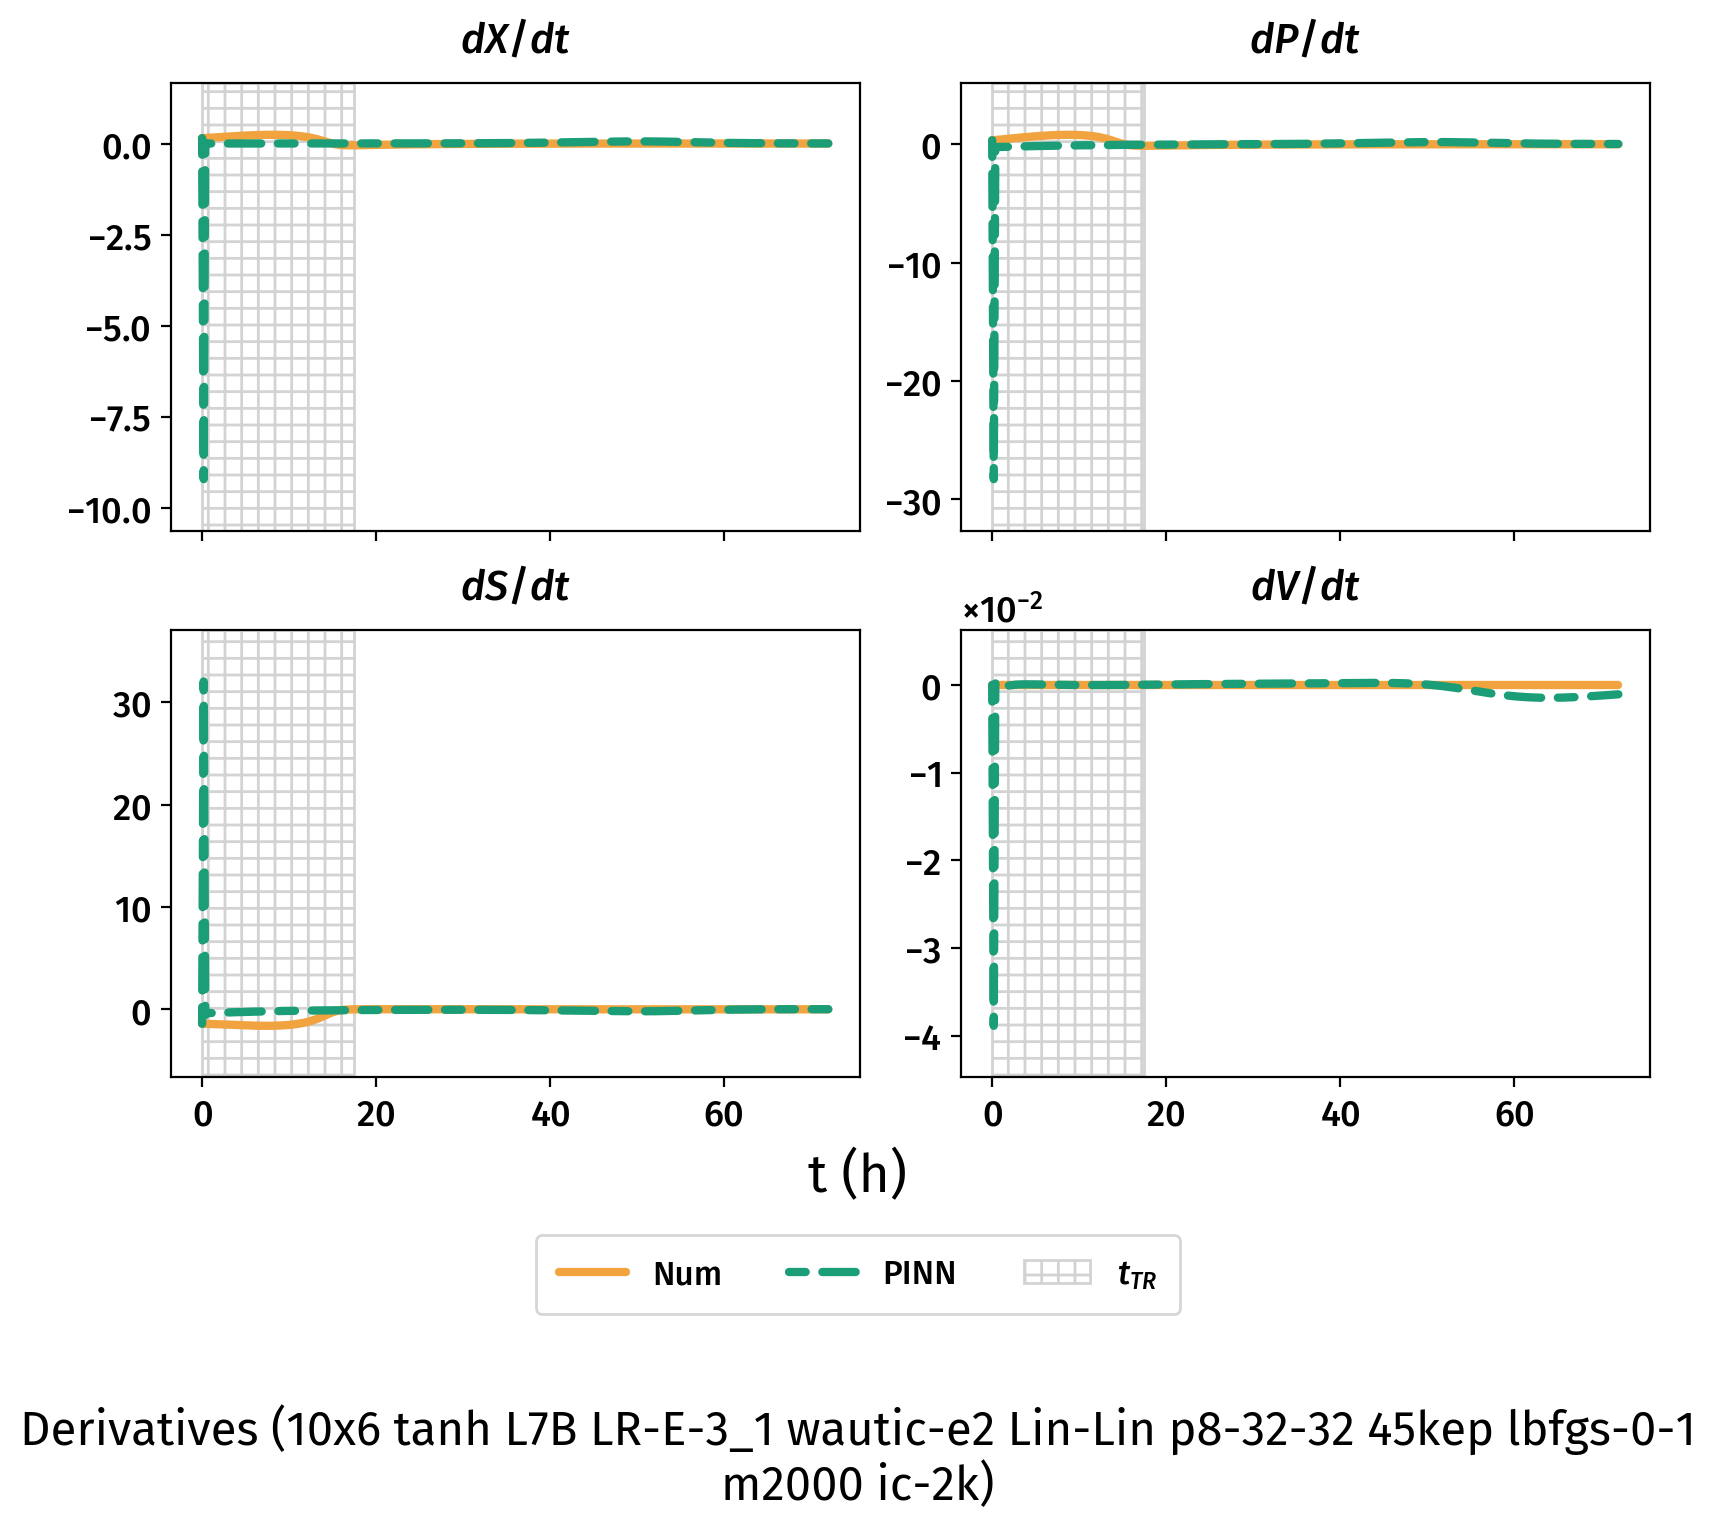 dX/dt
dP/dt
0.0
−2.5
−5.0
−7.5
−10.0
0
−10
−20
−30
dS/dt
dV/dt
×10⁻²
30
20
10
0
0
−1
−2
−3
−4
0 20 40 60
0 20 40 60
t (h)
Num PINN t_TR
Derivatives (10x6 tanh L7B LR-E-3_1 wautic-e2 Lin-Lin p8-32-32 45kep lbfgs-0-1
m2000 ic-2k)